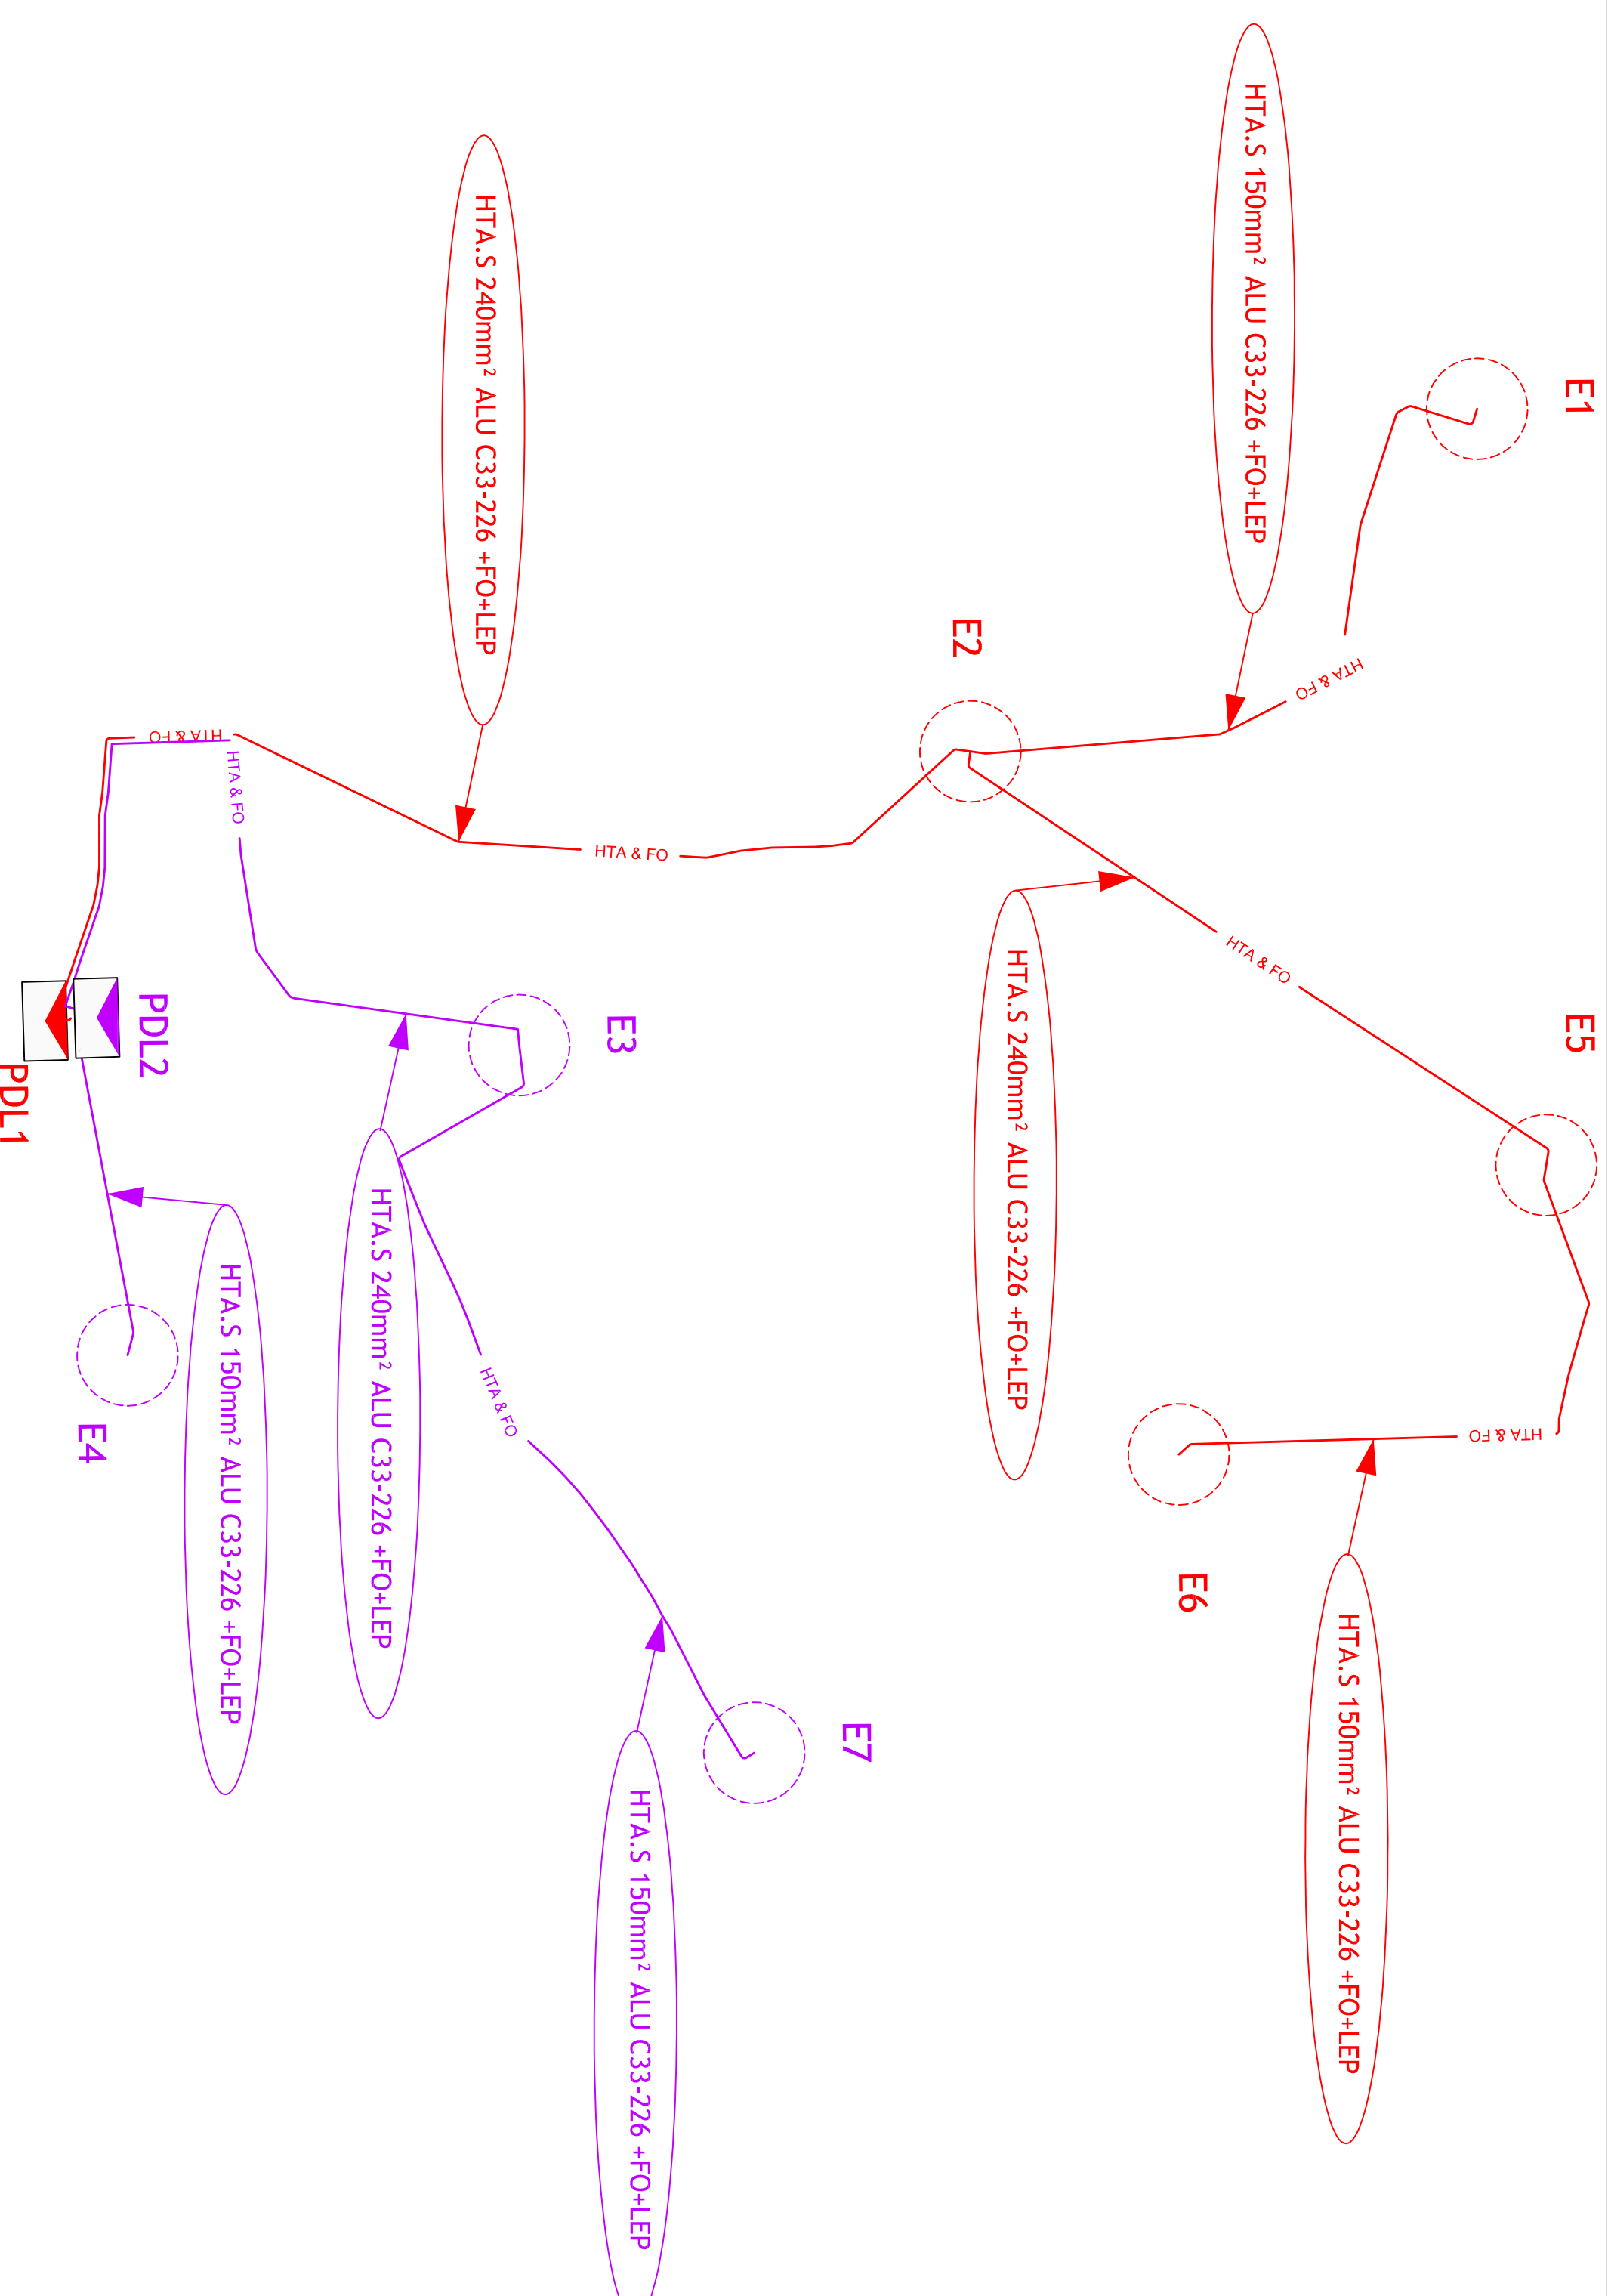 E1
HTA.S 150mm² ALU C33-226 +FO+LEP
HTA & FO
E2
HTA.S 240mm² ALU C33-226 +FO+LEP
HTA & FO
HTA & FO
HTA & FO
HTA & FO
E5
HTA.S 240mm² ALU C33-226 +FO+LEP
E3
PDL2
PDL1
HTA.S 240mm² ALU C33-226 +FO+LEP
HTA.S 150mm² ALU C33-226 +FO+LEP
E4
HTA & FO
HTA & FO
E6
HTA.S 150mm² ALU C33-226 +FO+LEP
E7
HTA.S 150mm² ALU C33-226 +FO+LEP